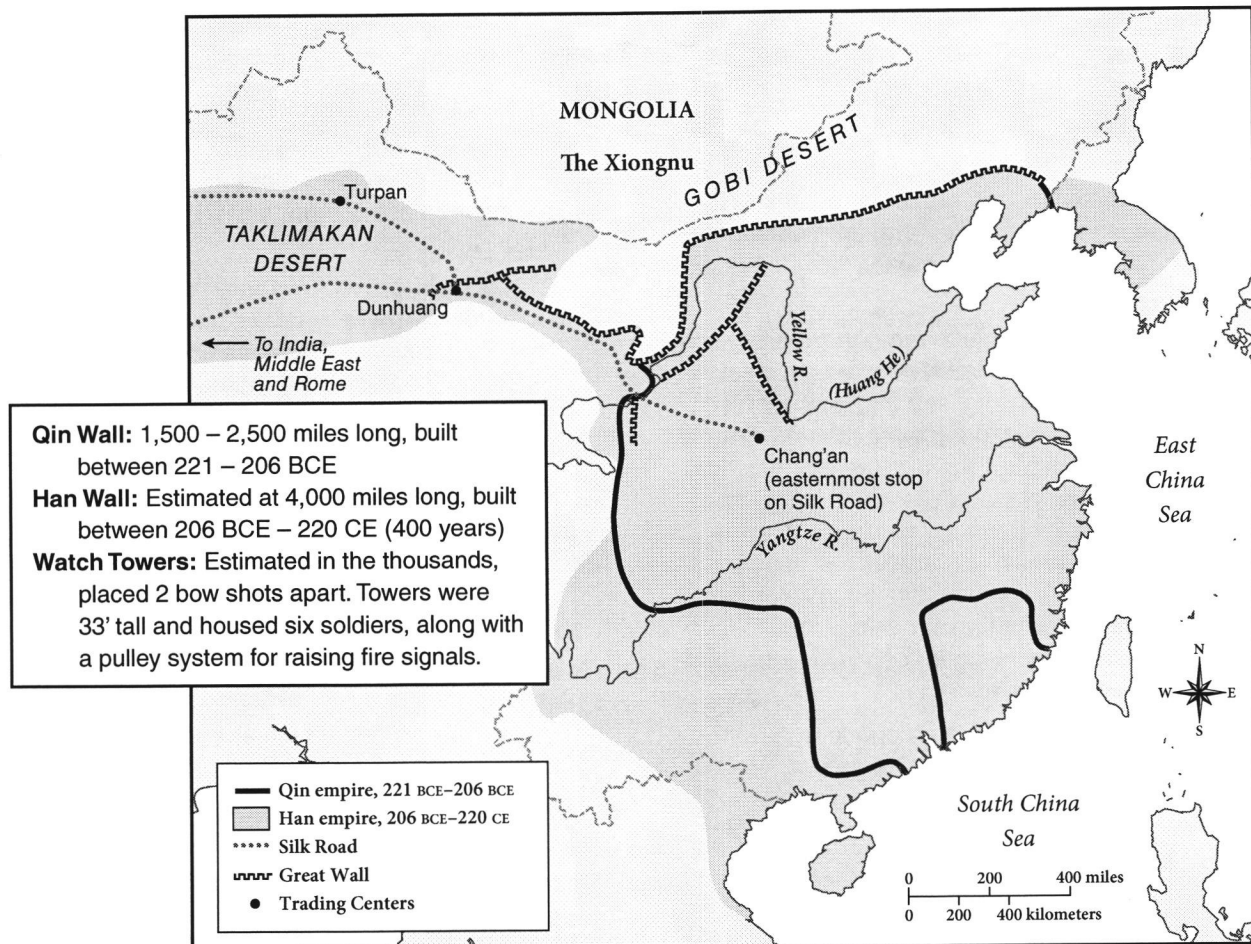 MONGOLIA
The Xiongnu
GOBI DESERT
Turpan
TAKLIMAKAN
DESERT
Dunhuang
To India,
Middle East
and Rome
Yellow R.
(Huang He)
Chang'an
(easternmost stop
on Silk Road)
Yangtze R.
East
China
Sea
Qin Wall: 1,500 – 2,500 miles long, built
between 221 – 206 BCE
Han Wall: Estimated at 4,000 miles long, built
between 206 BCE – 220 CE (400 years)
Watch Towers: Estimated in the thousands,
placed 2 bow shots apart. Towers were
33' tall and housed six soldiers, along with
a pulley system for raising fire signals.
N
W E
S
Qin empire, 221 BCE–206 BCE
Han empire, 206 BCE–220 CE
Silk Road
Great Wall
Trading Centers
South China
Sea
0 200 400 miles
0 200 400 kilometers